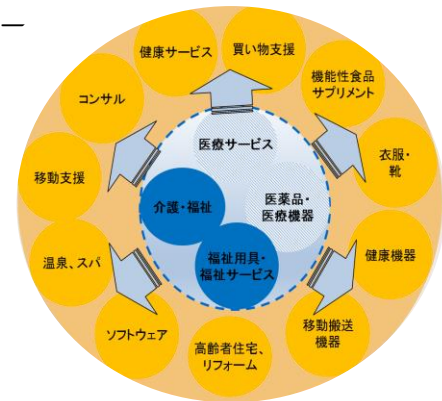 健康サービス
買い物支援
機能性食品
サプリメント
コンサル
医療サービス
衣服・
靴
移動支援
介護・福祉
医薬品・
医療機器
温泉、スパ
福祉用具・
福祉サービス
健康機器
ソフトウェア
高齢者住宅、
リフォーム
移動搬送
機器